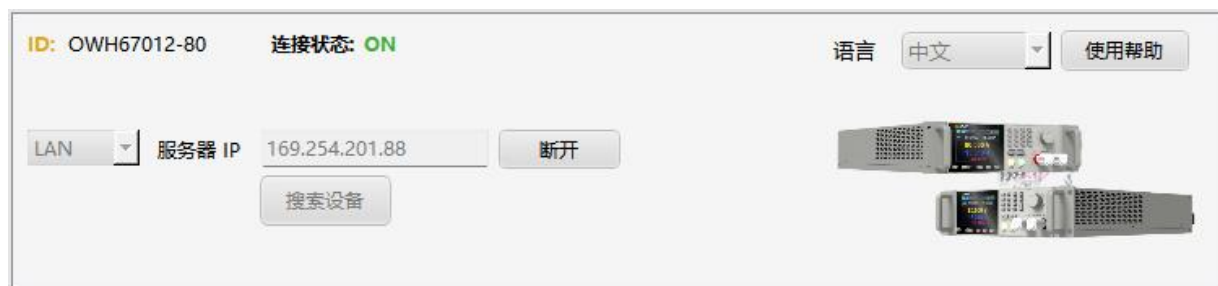 ID: OWH67012-80 连接状态: ON
语言 中文 使用帮助
LAN 服务器 IP 169.254.201.88 断开
搜索设备